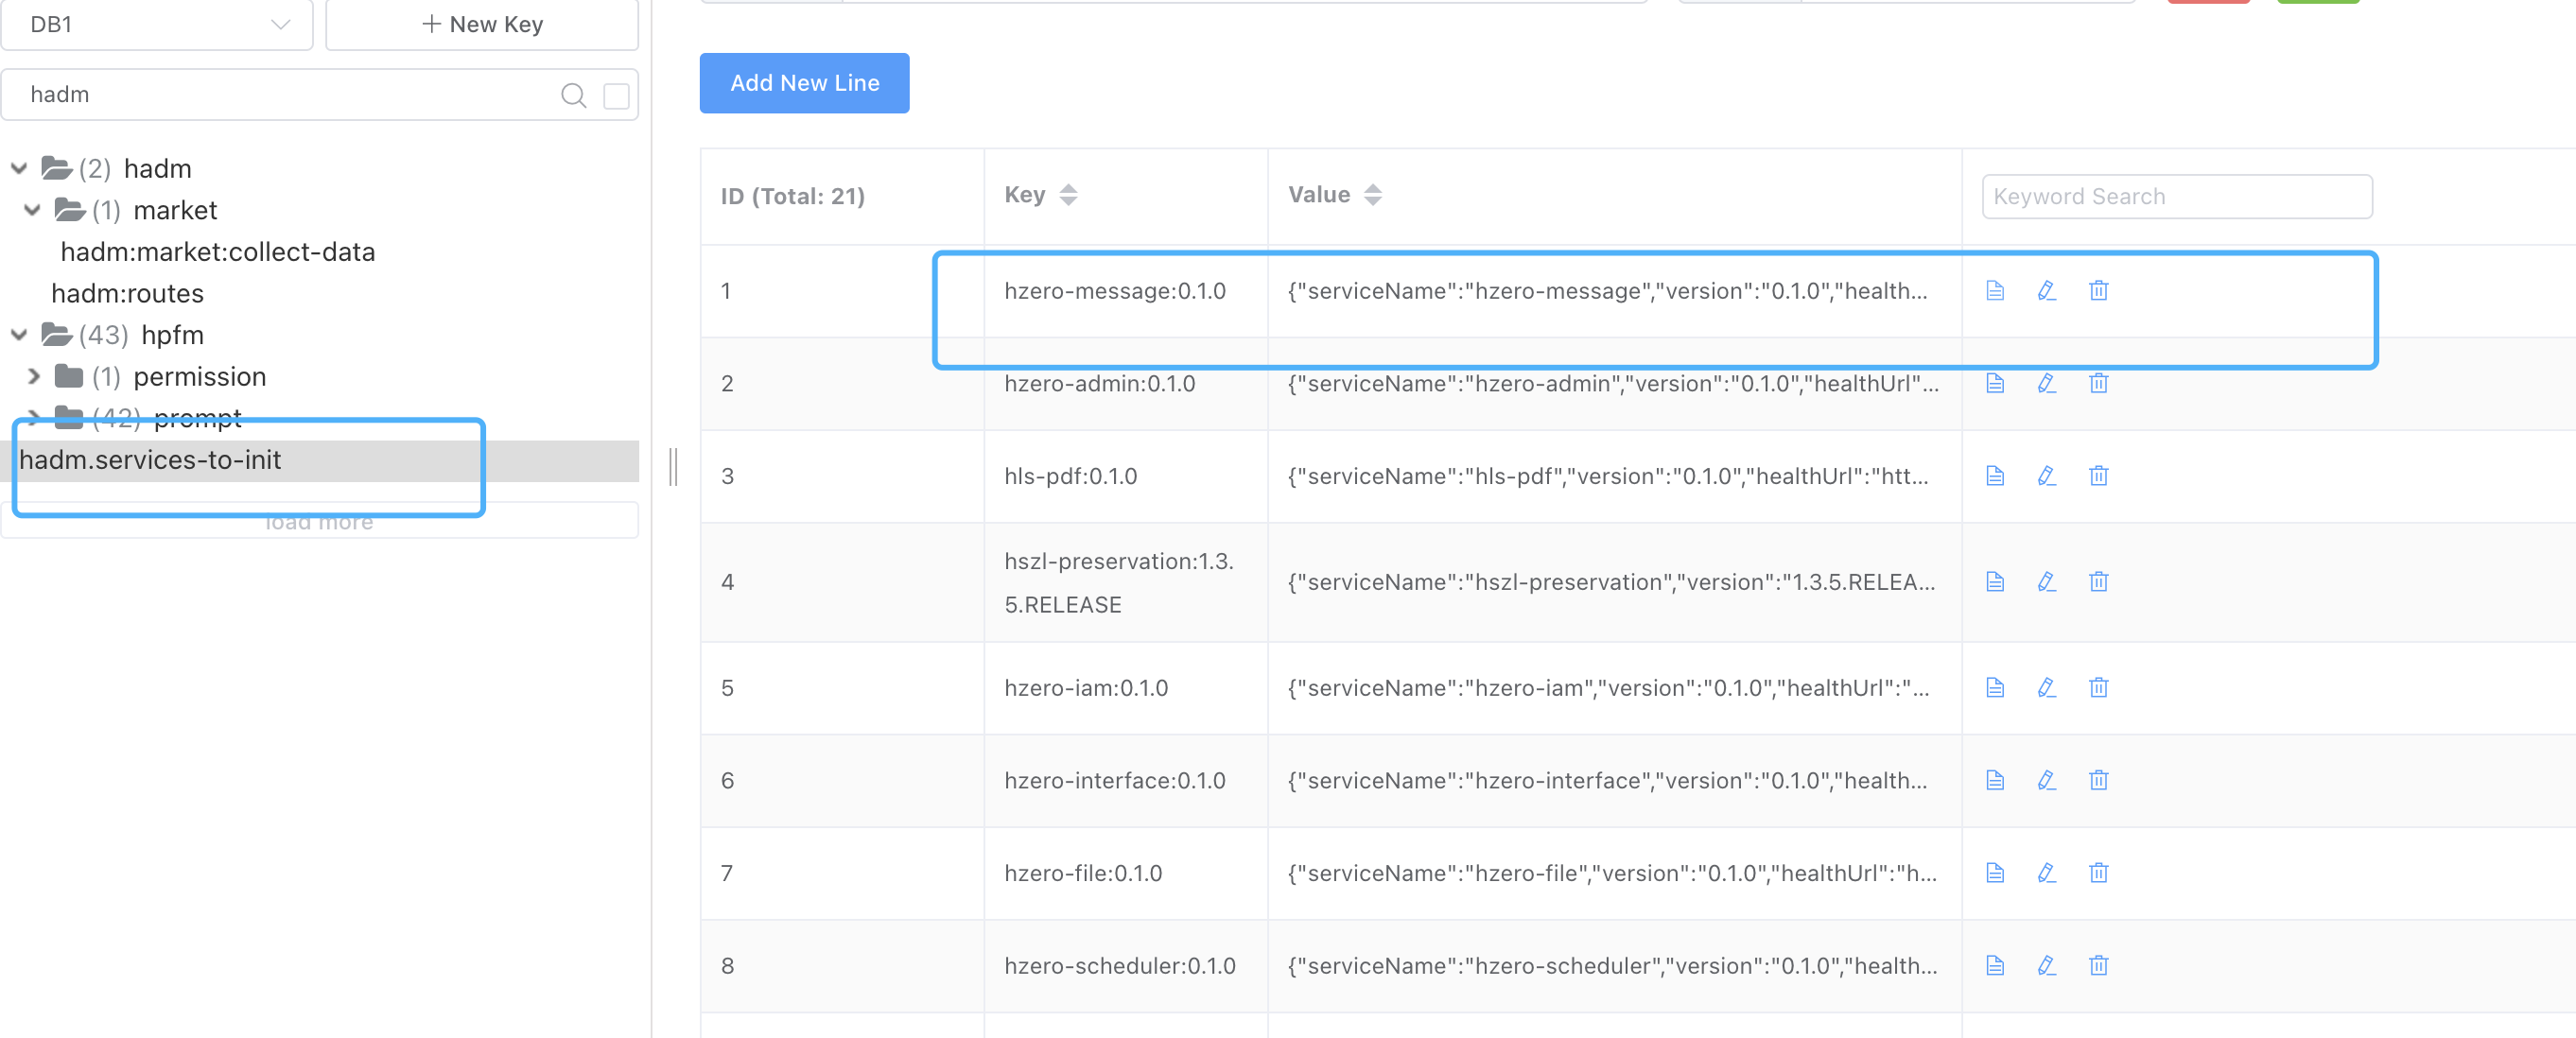 DB1
+ New Key
hadm
(2) hadm
(1) market
hadm:market:collect-data
hadm:routes
(43) hpfm
(1) permission
(42) prompt
hadm.services-to-init
load more
Add New Line
ID (Total: 21) Key Value Keyword Search
1 hzero-message:0.1.0 {"serviceName":"hzero-message","version":"0.1.0","health...
2 hzero-admin:0.1.0 {"serviceName":"hzero-admin","version":"0.1.0","healthUrl"...
3 hls-pdf:0.1.0 {"serviceName":"hls-pdf","version":"0.1.0","healthUrl":"htt...
4 hszl-preservation:1.3. {"serviceName":"hszl-preservation","version":"1.3.5.RELEA...
5.RELEASE
5 hzero-iam:0.1.0 {"serviceName":"hzero-iam","version":"0.1.0","healthUrl":"...
6 hzero-interface:0.1.0 {"serviceName":"hzero-interface","version":"0.1.0","health...
7 hzero-file:0.1.0 {"serviceName":"hzero-file","version":"0.1.0","healthUrl":"h...
8 hzero-scheduler:0.1.0 {"serviceName":"hzero-scheduler","version":"0.1.0","health...